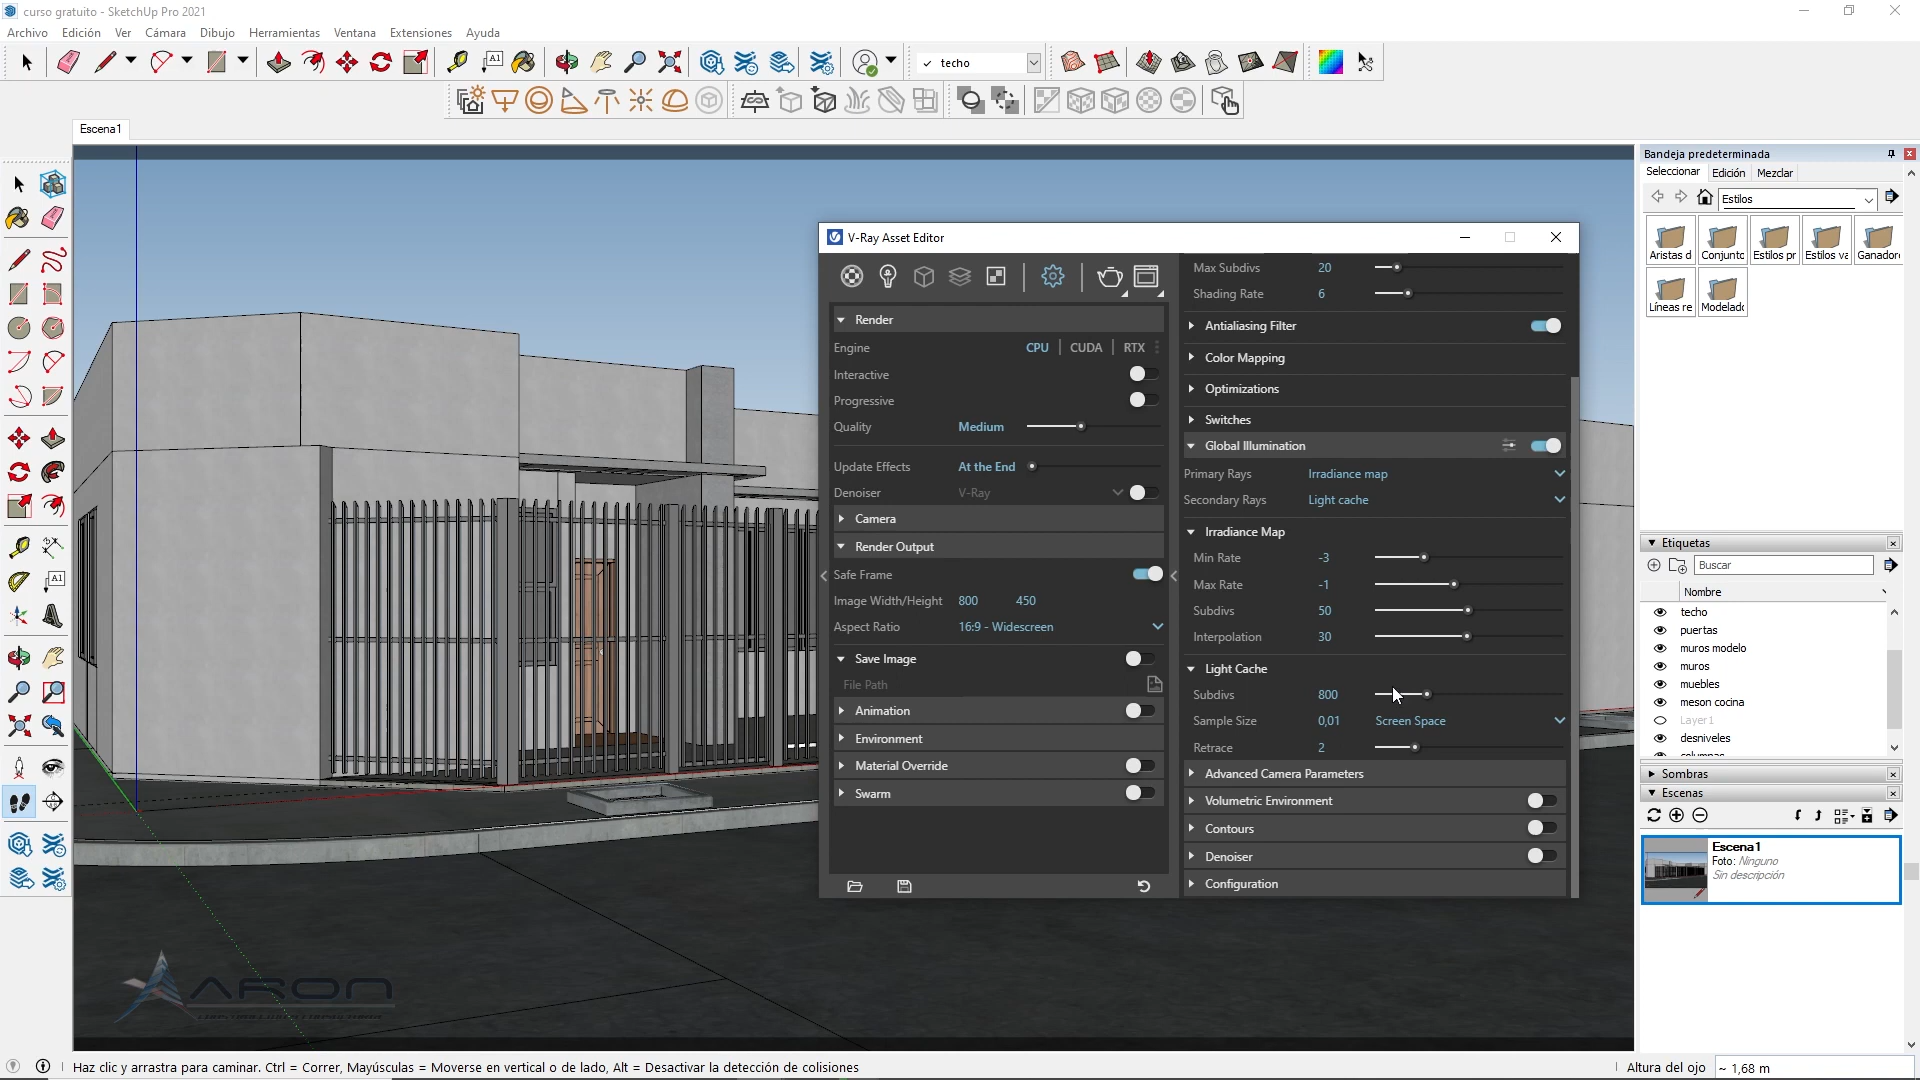 curso gratuito - SketchUp Pro 2021
Archivo Edición Ver Cámara Dibujo Herramientas Ventana Extensiones Ayuda
techo
Escena1
Bandeja predeterminada
Seleccionar Edición Mezclar
Estilos
Aristas d Conjuntc Estilos pr Estilos va Ganador
Líneas re Modelad
V-Ray Asset Editor
Render
Engine CPU CUDA RTX
Interactive
Progressive
Quality Medium
Update Effects At the End
Denoiser V-Ray
Camera
Render Output
Safe Frame
Image Width/Height 800 450
Aspect Ratio 16:9 - Widescreen
Save Image
File Path
Animation
Environment
Material Override
Swarm
Max Subdivs 20
Shading Rate 6
Antialiasing Filter
Color Mapping
Optimizations
Switches
Global Illumination
Primary Rays Irradiance map
Secondary Rays Light cache
Irradiance Map
Min Rate -3
Max Rate -1
Subdivs 50
Interpolation 30
Light Cache
Subdivs 800
Sample Size 0,01 Screen Space
Retrace 2
Advanced Camera Parameters
Volumetric Environment
Contours
Denoiser
Configuration
Etiquetas
Buscar
Nombre
techo
puertas
muros modelo
muros
muebles
meson cocina
Layer1
desniveles
Sombras
Escenas
Escena1
Foto: Ninguno
Sin descripción
ARON
Haz clic y arrastra para caminar. Ctrl = Correr, Mayúsculas = Moverse en vertical o de lado, Alt = Desactivar la detección de colisiones
Altura del ojo ~ 1,68 m